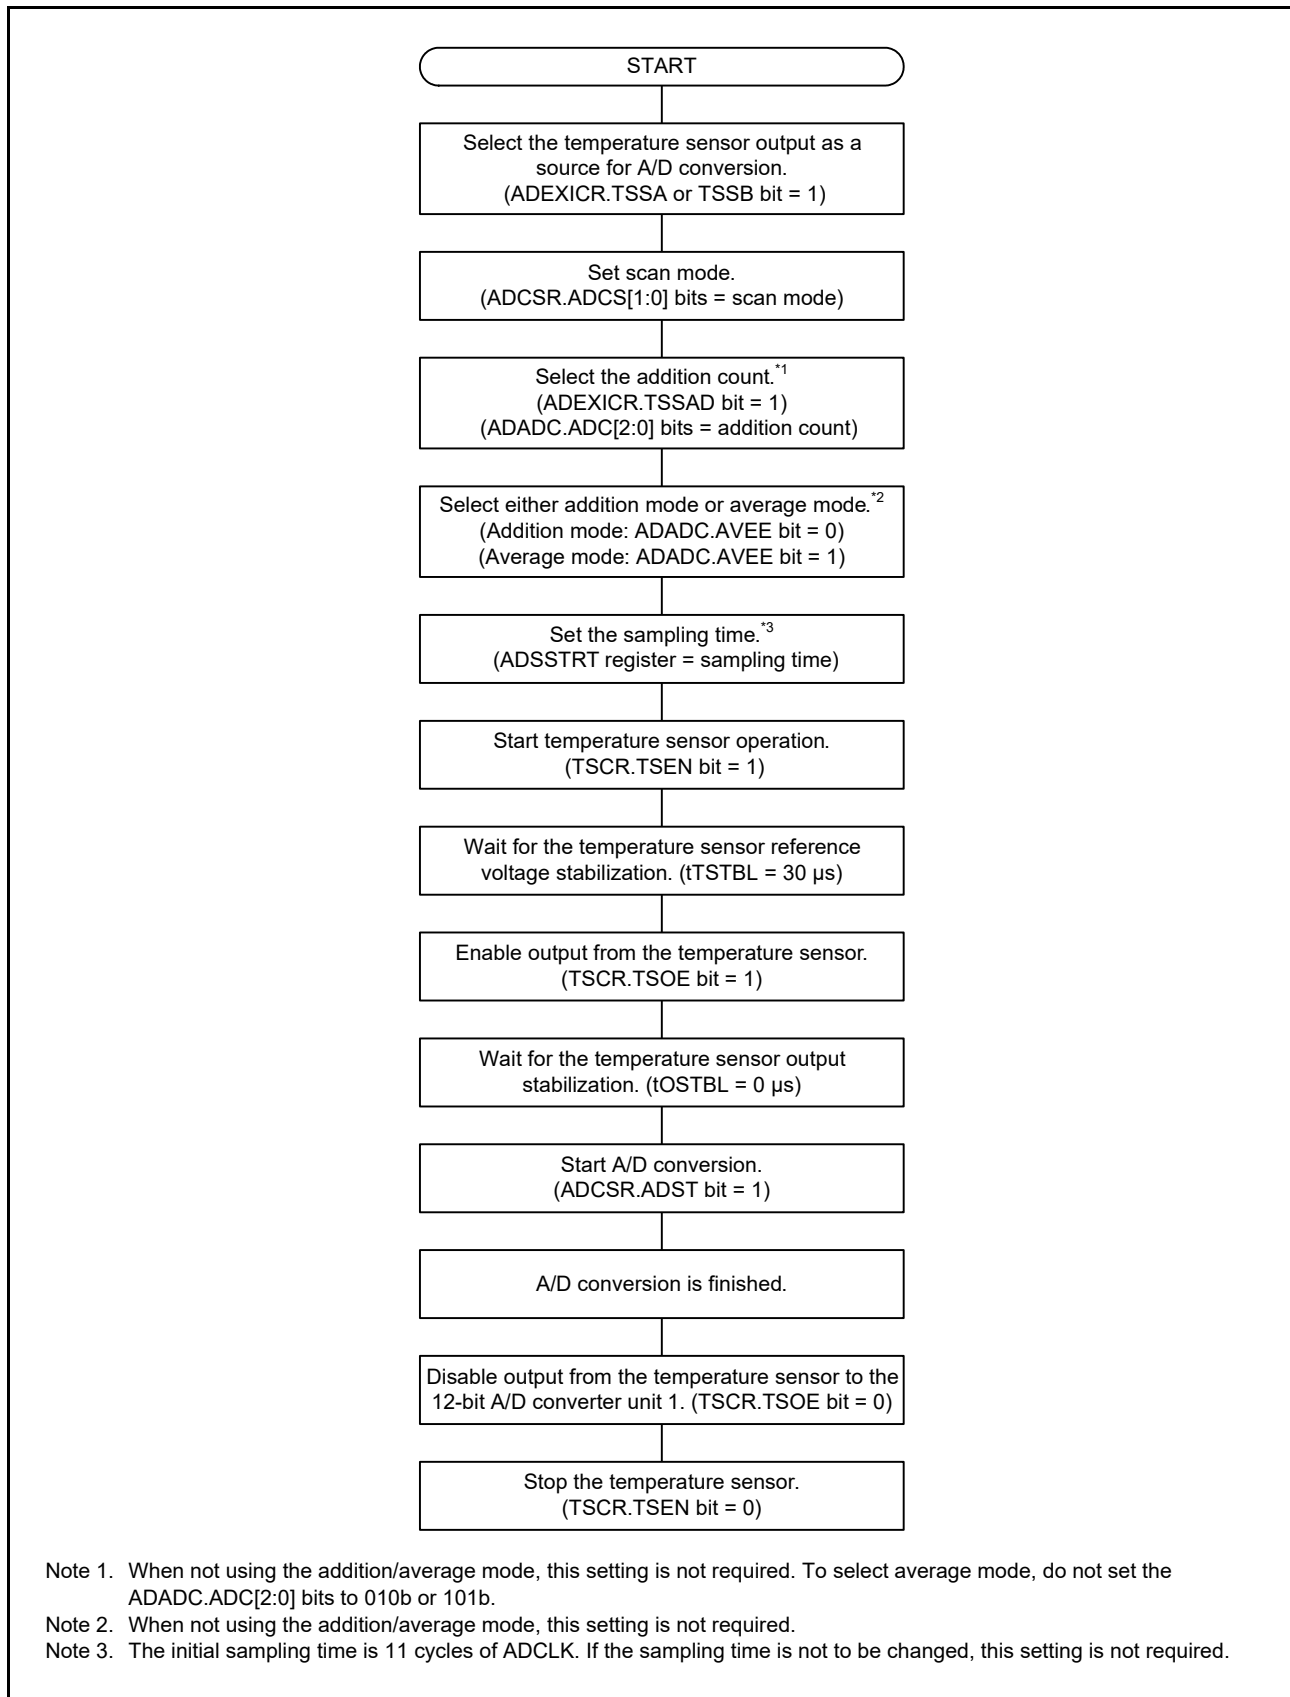 START
Select the temperature sensor output as a
source for A/D conversion.
(ADEXICR.TSSA or TSSB bit = 1)
Set scan mode.
(ADCSR.ADCS[1:0] bits = scan mode)
Select the addition count.*1
(ADEXICR.TSSAD bit = 1)
(ADADC.ADC[2:0] bits = addition count)
Select either addition mode or average mode.*2
(Addition mode: ADADC.AVEE bit = 0)
(Average mode: ADADC.AVEE bit = 1)
Set the sampling time.*3
(ADSSTRT register = sampling time)
Start temperature sensor operation.
(TSCR.TSEN bit = 1)
Wait for the temperature sensor reference
voltage stabilization. (tTSTBL = 30 µs)
Enable output from the temperature sensor.
(TSCR.TSOE bit = 1)
Wait for the temperature sensor output
stabilization. (tOSTBL = 0 µs)
Start A/D conversion.
(ADCSR.ADST bit = 1)
A/D conversion is finished.
Disable output from the temperature sensor to the
12-bit A/D converter unit 1. (TSCR.TSOE bit = 0)
Stop the temperature sensor.
(TSCR.TSEN bit = 0)
Note 1. When not using the addition/average mode, this setting is not required. To select average mode, do not set the
ADADC.ADC[2:0] bits to 010b or 101b.
Note 2. When not using the addition/average mode, this setting is not required.
Note 3. The initial sampling time is 11 cycles of ADCLK. If the sampling time is not to be changed, this setting is not required.